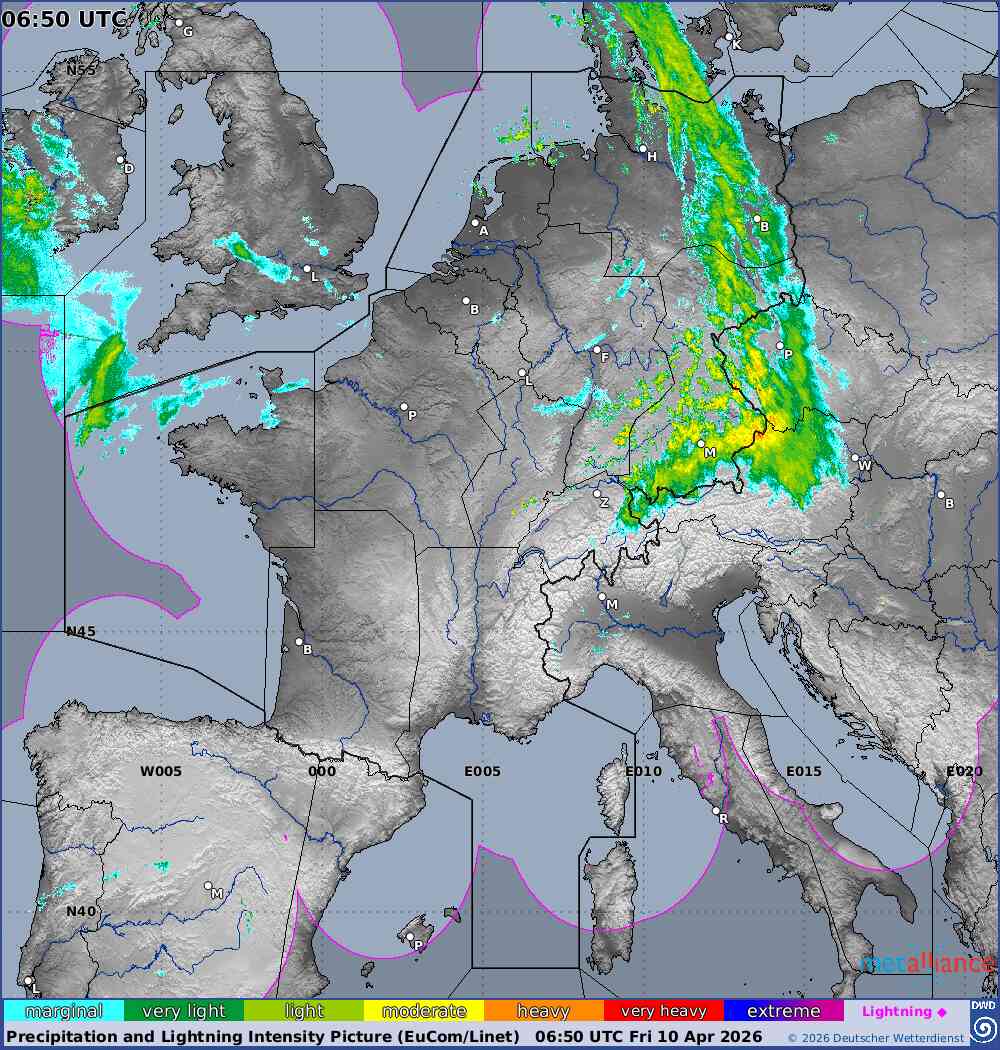 06:50 UTC
G
K
N55
D
H
A
B
L
B
P
F
L
P
M
W
Z
B
M
N45
B
W005
000
E005
E010
E015
E020
R
M
N40
P
L
metalliance
marginal
very light
light
moderate
heavy
very heavy
extreme
Lightning ◆
DWD
Precipitation and Lightning Intensity Picture (EuCom/Linet) 06:50 UTC Fri 10 Apr 2026
© 2026 Deutscher Wetterdienst